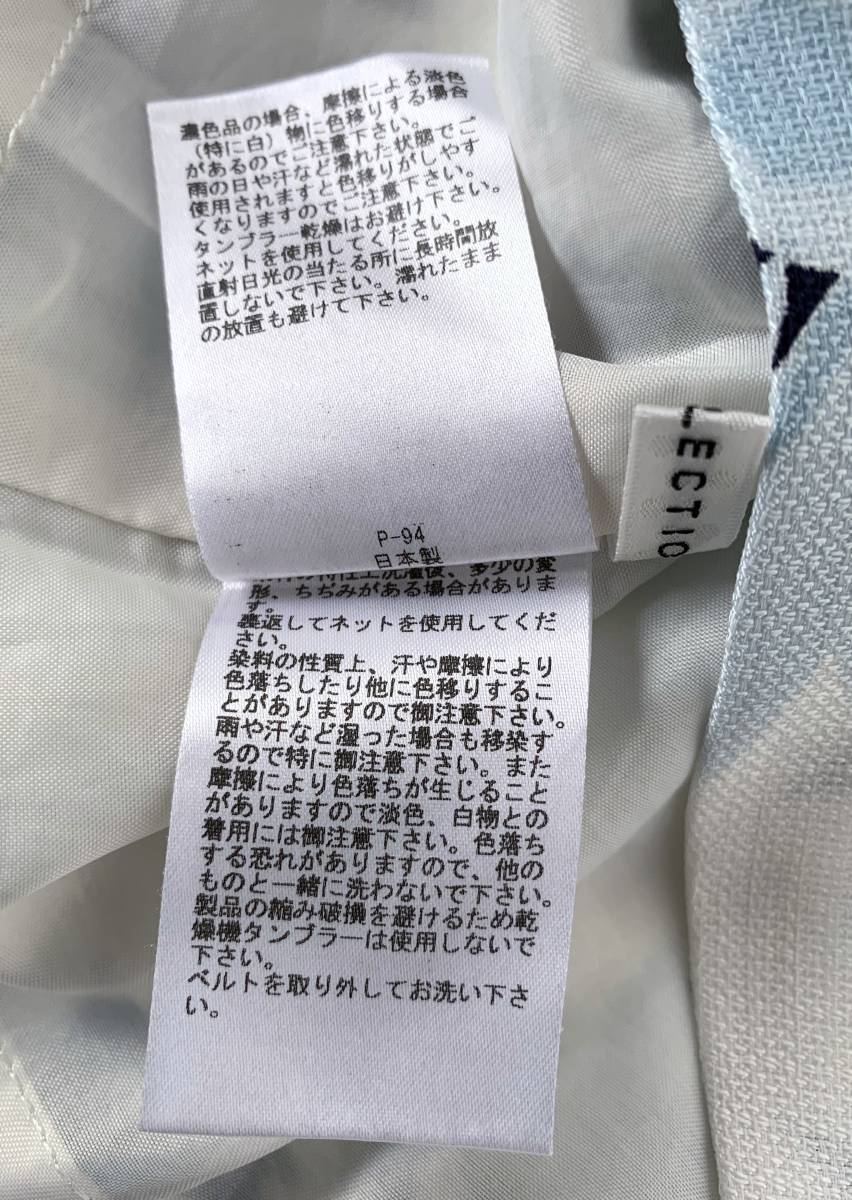 濃色品の場合、摩擦による淡色
(特に白)物に色移りする場合
があるのでご注意下さい。
雨の日や汗など濡れた状態でご
使用されますと色移りがしやす
くなりますのでご注意下さい。
タンブラー乾燥はお避け下さい。
ネットを使用してください。
直射日光の当たる所に長時間放
置しないで下さい。濡れたまま
の放置も避けて下さい。
P-94
日本製
の特性上洗濯後、多少の変
形、ちぢみがある場合がありま
す。
裏返してネットを使用してくだ
さい。
染料の性質上、汗や摩擦により
色落ちしたり他に色移りするこ
とがありますので御注意下さい。
雨や汗など湿った場合も移染す
るので特に御注意下さい。また
摩擦により色落ちが生じること
がありますので淡色、白物との
着用には御注意下さい。色落ち
する恐れがありますので、他の
ものと一緒に洗わないで下さい。
製品の縮み破損を避けるため乾
燥機タンブラーは使用しないで
下さい。
ベルトを取り外してお洗い下さ
い。
LECTIO